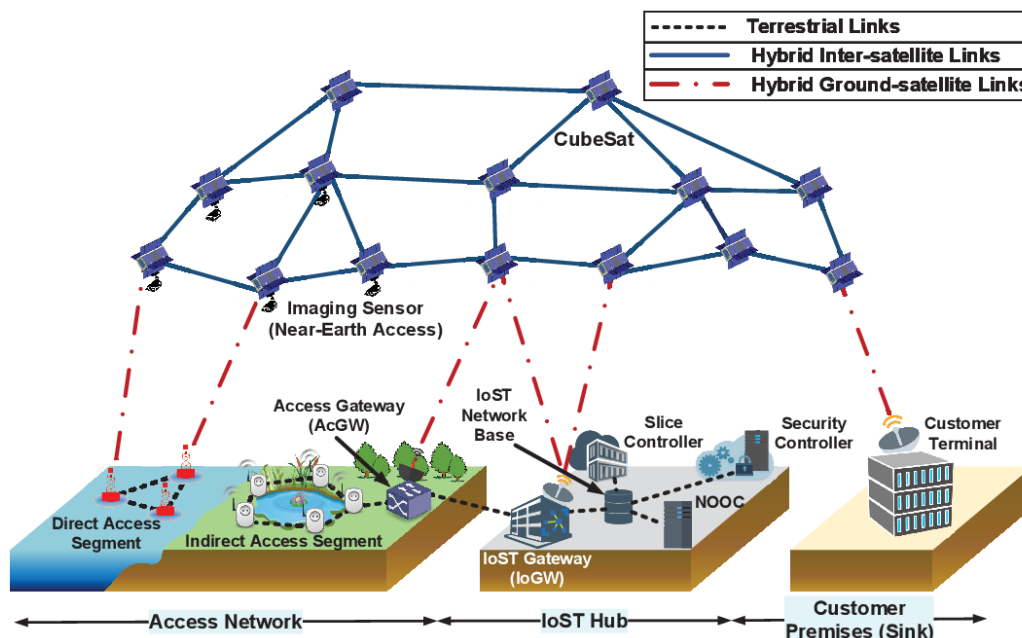 Terrestrial Links
Hybrid Inter-satellite Links
Hybrid Ground-satellite Links
CubeSat
Imaging Sensor
(Near-Earth Access)
Access Gateway
(AcGW)
IoST
Network
Base
Slice
Controller
Security
Controller
Customer
Terminal
NOOC
Direct Access
Segment
Indirect Access Segment
IoST Gateway
(IoGW)
Access Network
IoST Hub
Customer
Premises (Sink)